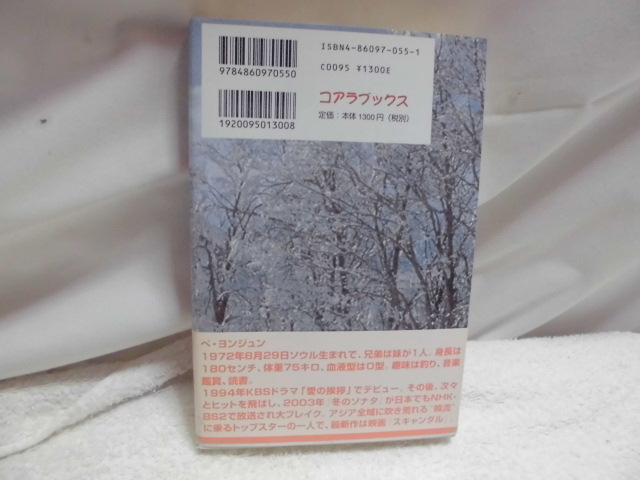 ISBN4-86097-055-1
9784860970550
C0095 ¥1300E
コアラブックス
定価：本体1300円（税別）
1920095013008
ペ・ヨンジュン
1972年8月29日ソウル生まれで、兄弟は妹が1人。身長は
180センチ、体重75キロ、血液型はO型。趣味は釣り、音楽
鑑賞、読書。
1994年KBSドラマ「愛の挨拶」でデビュー。その後、次々
とヒットを飛ばし、2003年『冬のソナタ』が日本でもNHK・
BS2で放送され大ブレイク。アジア全域に吹き荒れる"韓流"
に乗るトップスターの一人で、最新作は映画『スキャンダル』。